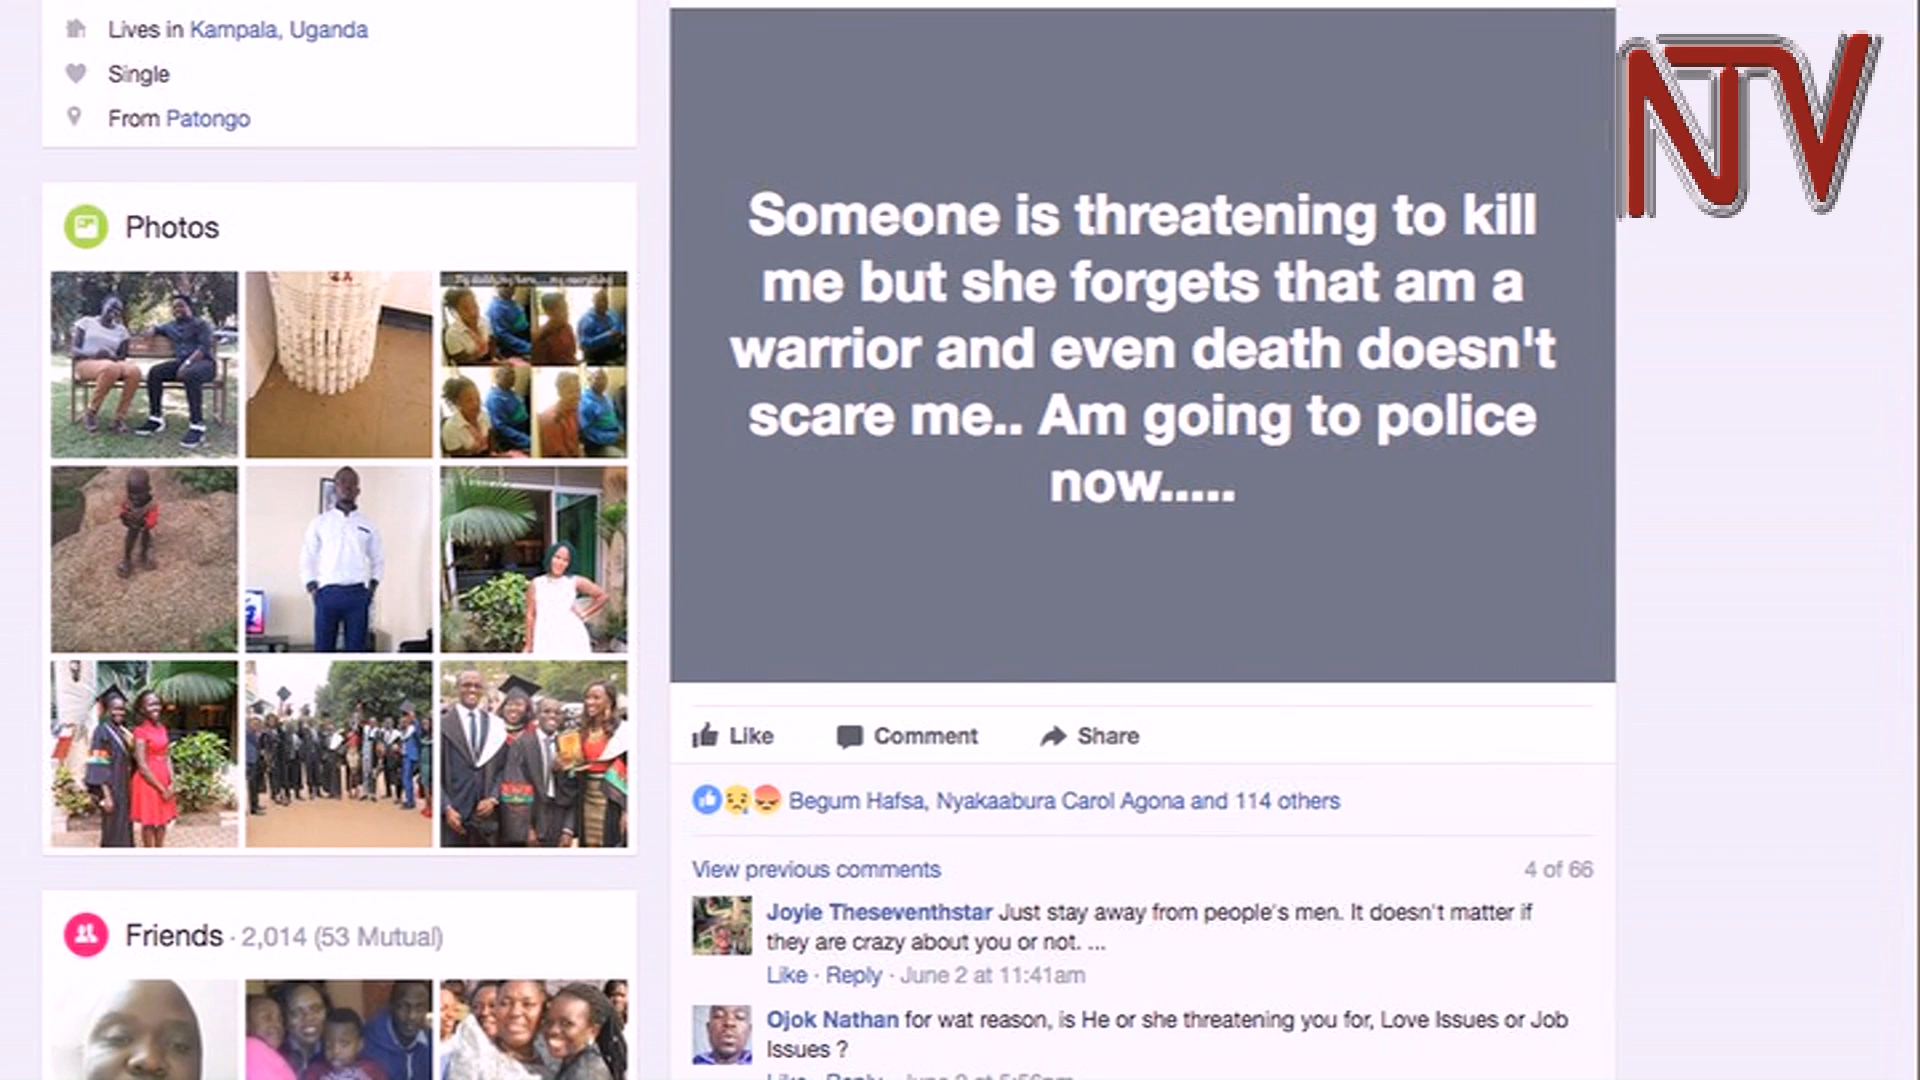 Lives in Kampala, Uganda
Single
From Patongo
Photos
Friends · 2,014 (53 Mutual)
NTV
Someone is threatening to kill
me but she forgets that am a
warrior and even death doesn't
scare me.. Am going to police
now.....
Like Comment Share
Begum Hafsa, Nyakaabura Carol Agona and 114 others
View previous comments 4 of 66
Joyie Theseventhstar Just stay away from people's men. It doesn't matter if
they are crazy about you or not. ...
Like · Reply · June 2 at 11:41am
Ojok Nathan for wat reason, is He or she threatening you for, Love Issues or Job
Issues ?